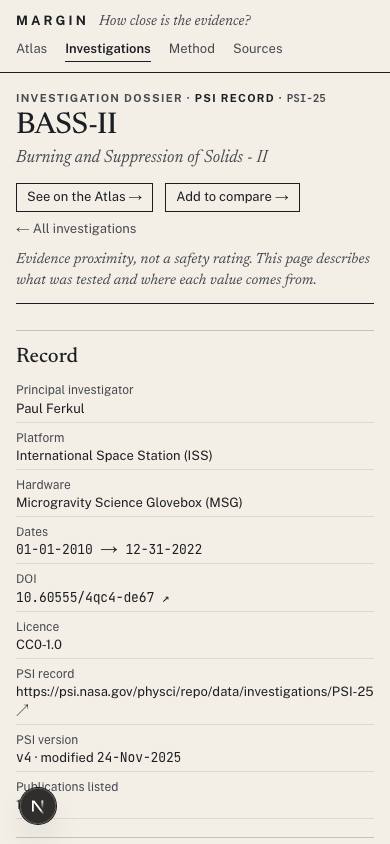 MARGIN How close is the evidence?
Atlas Investigations Method Sources
INVESTIGATION DOSSIER · PSI RECORD · PSI-25
BASS-II
Burning and Suppression of Solids - II
See on the Atlas → Add to compare →
← All investigations
Evidence proximity, not a safety rating. This page describes
what was tested and where each value comes from.
Record
Principal investigator
Paul Ferkul
Platform
International Space Station (ISS)
Hardware
Microgravity Science Glovebox (MSG)
Dates
01-01-2010 → 12-31-2022
DOI
10.60555/4qc4-de67 ↗
Licence
CC0-1.0
PSI record
https://psi.nasa.gov/physci/repo/data/investigations/PSI-25
↗
PSI version
v4 · modified 24-Nov-2025
Publications listed
N